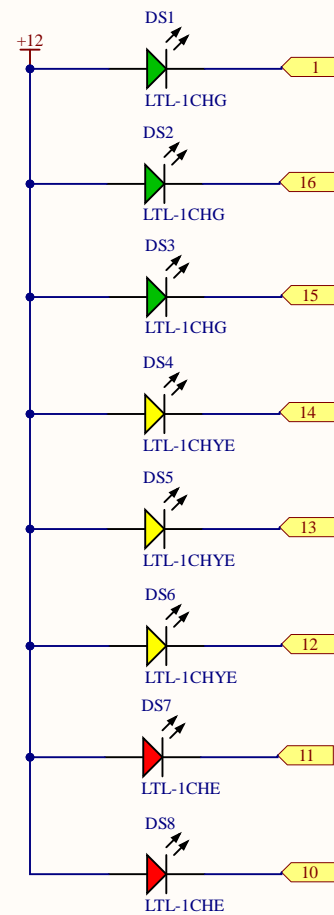 DS1
+12
1
LTL-1CHG
DS2
16
LTL-1CHG
DS3
15
LTL-1CHG
DS4
14
LTL-1CHYE
DS5
13
LTL-1CHYE
DS6
12
LTL-1CHYE
DS7
11
LTL-1CHE
DS8
10
LTL-1CHE